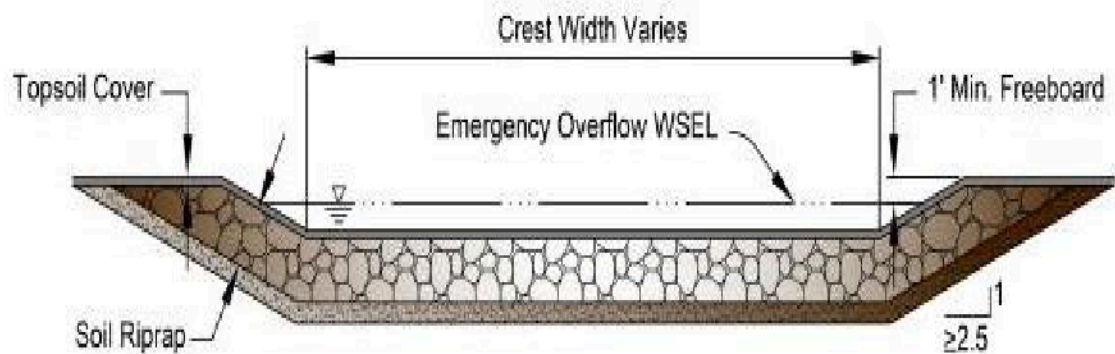 Crest Width Varies
Topsoil Cover
1' Min. Freeboard
Emergency Overflow WSEL
Soil Riprap
1
≥2.5